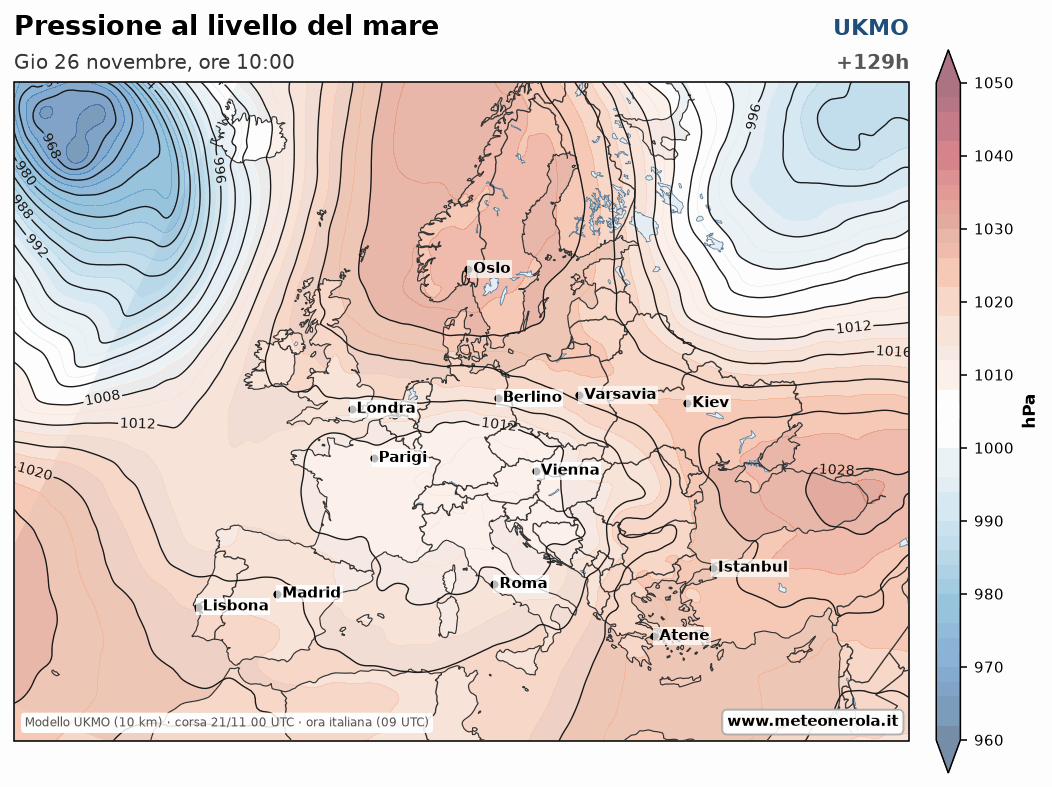 Pressione al livello del mare
UKMO
Gio 26 novembre, ore 10:00
+129h
968
980
988
992
996
996
1008
1012
1020
1012
1016
1012
1028
Oslo
Londra
Berlino
Varsavia
Kiev
Parigi
Vienna
Istanbul
Roma
Madrid
Lisbona
Atene
Modello UKMO (10 km) · corsa 21/11 00 UTC · ora italiana (09 UTC)
www.meteonerola.it
1050
1040
1030
1020
1010
1000
990
980
970
960
hPa